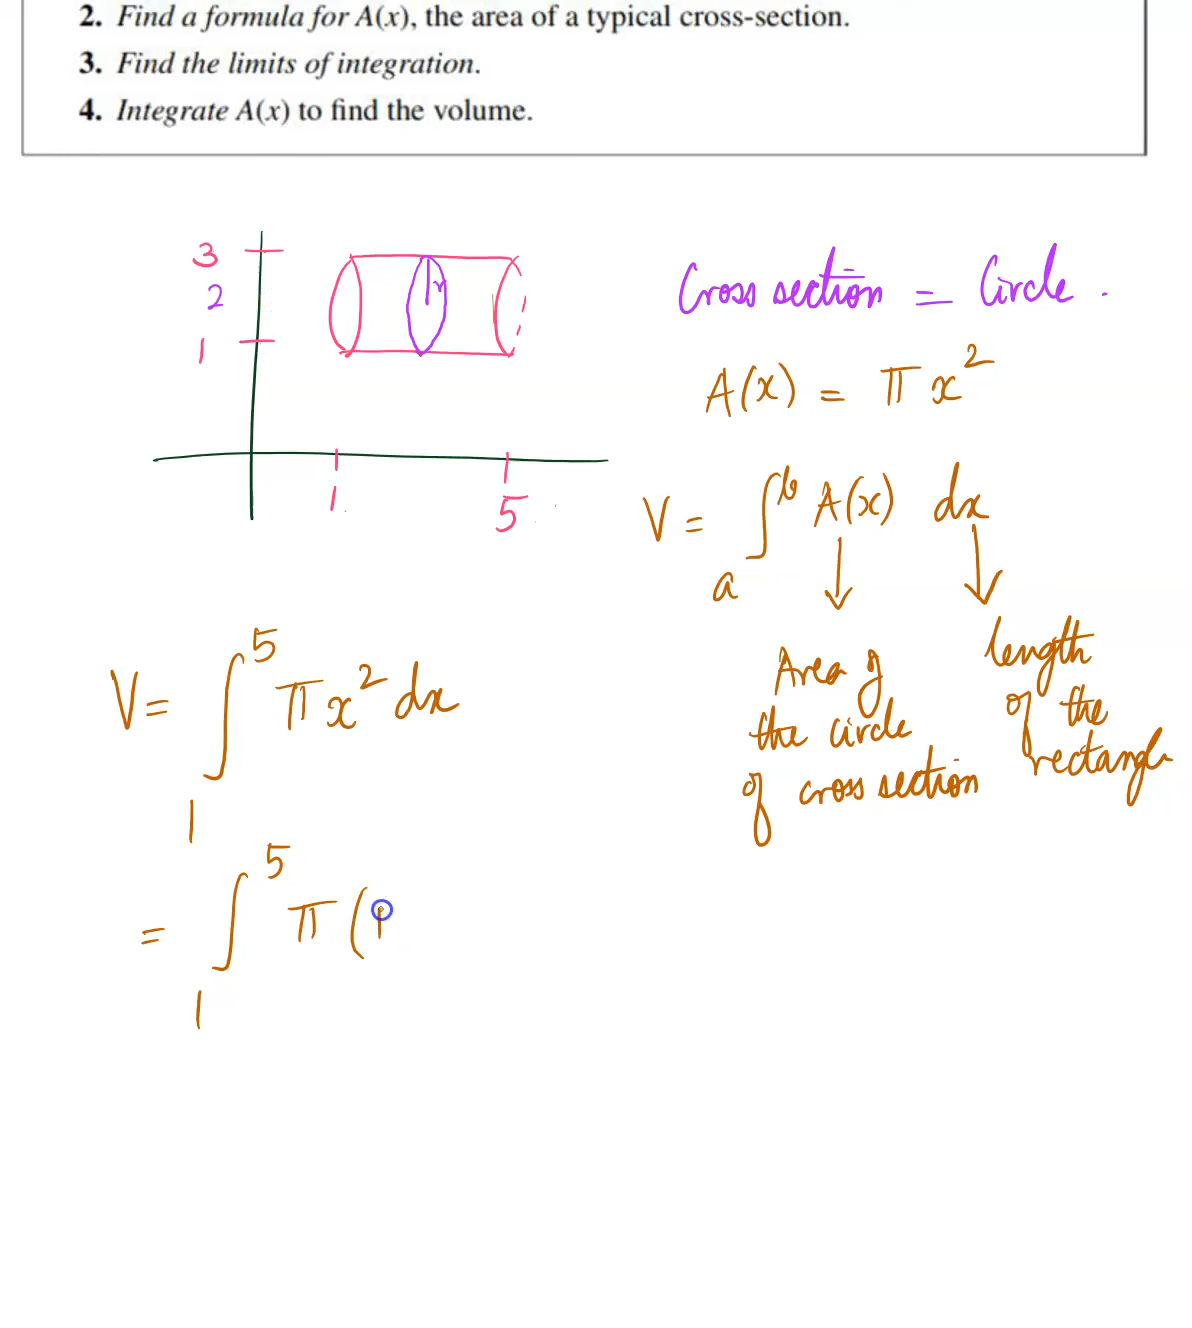 2. Find a formula for A(x), the area of a typical cross-section.
3. Find the limits of integration.
4. Integrate A(x) to find the volume.
3
2
1
r
1
5
Cross section = Circle.
A(x) = π x²
V = ∫ₐᵇ A(x) dx
Area of
the circle
of cross section
length
of the
rectangle
V = ∫₁⁵ π x² dx
= ∫₁⁵ π (